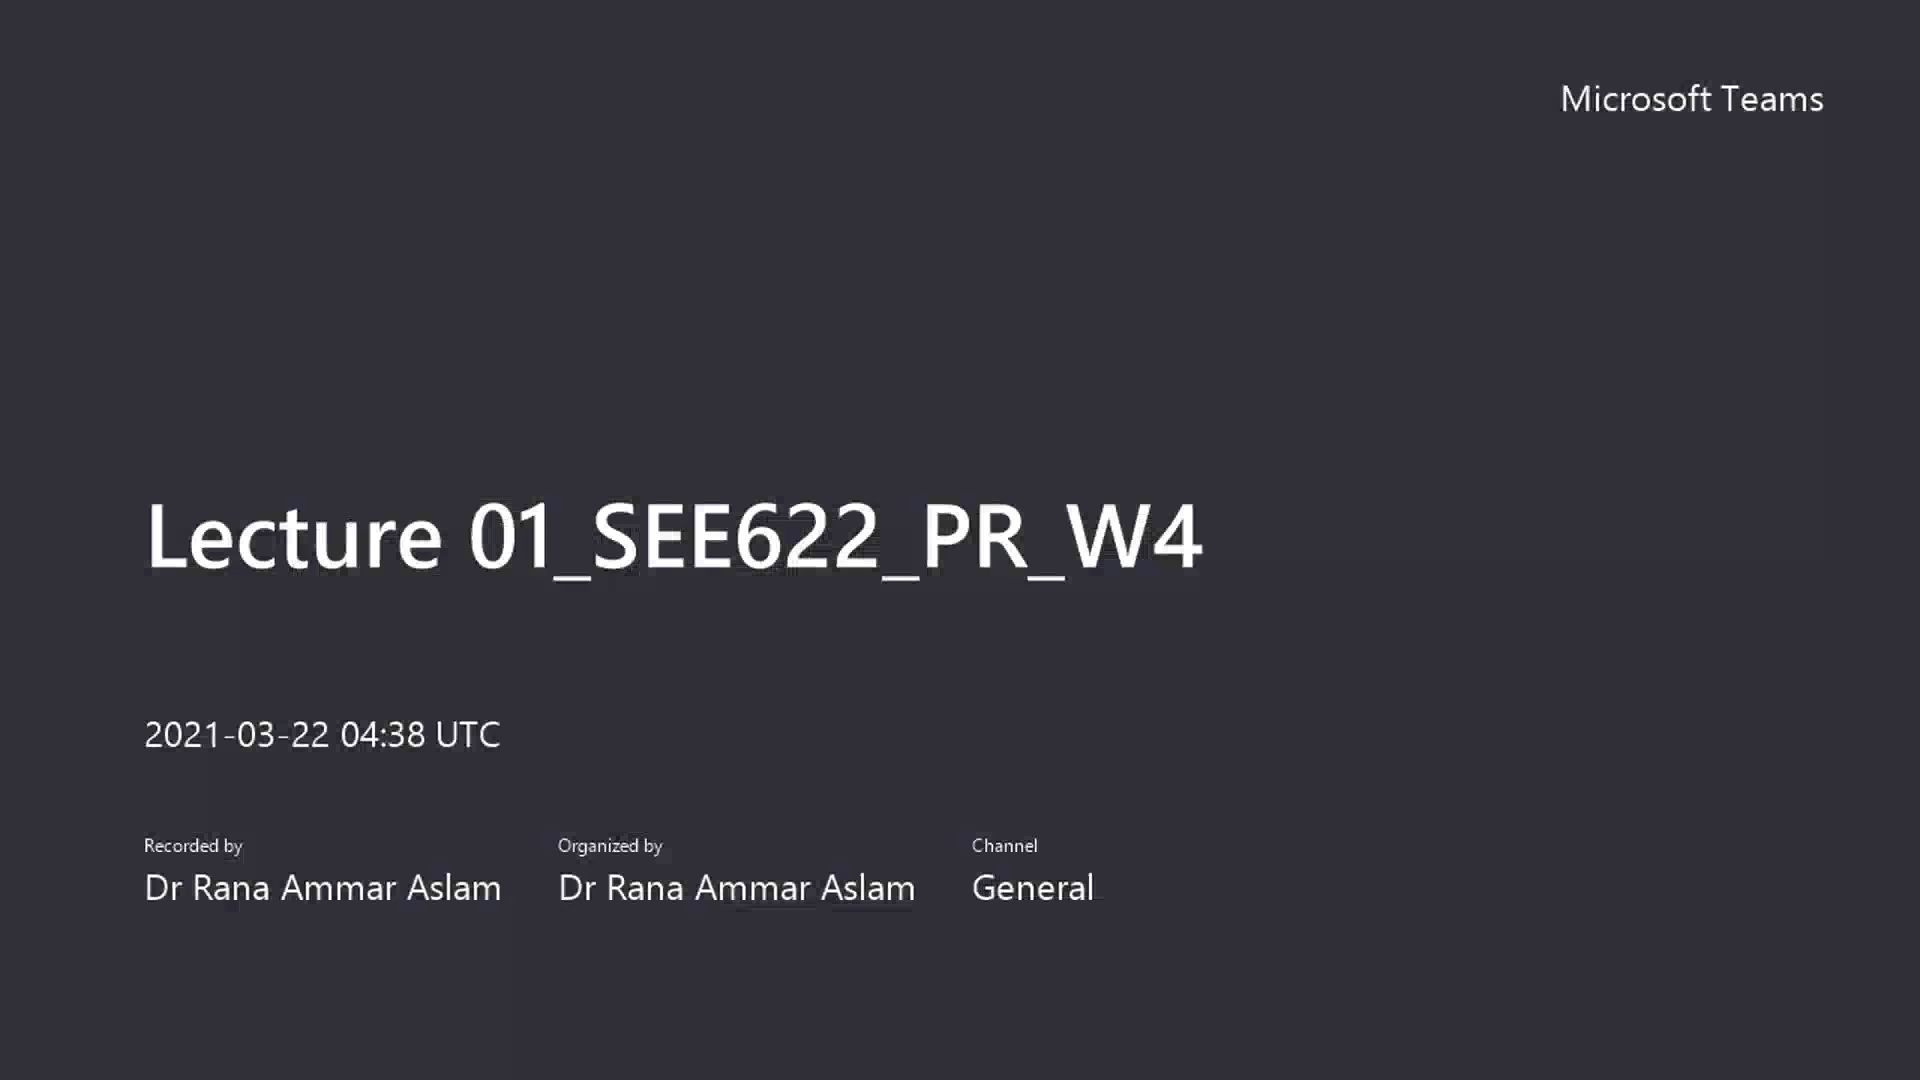 Microsoft Teams
Lecture 01_SEE622_PR_W4
2021-03-22 04:38 UTC
Recorded by
Dr Rana Ammar Aslam
Organized by
Dr Rana Ammar Aslam
Channel
General